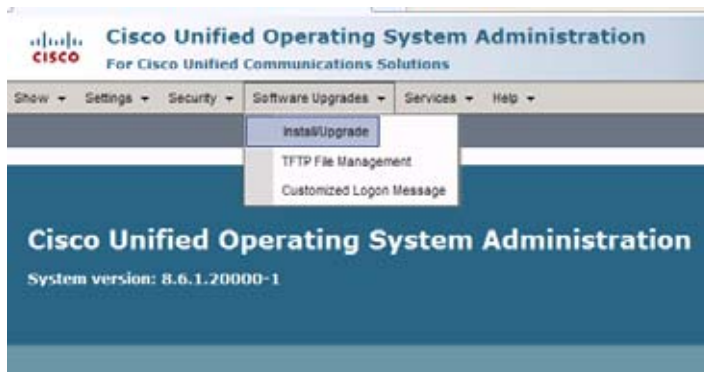 CISCO
Cisco Unified Operating System Administration
For Cisco Unified Communications Solutions
Show Settings Security Software Upgrades Services Help
Install/Upgrade
TFTP File Management
Customized Logon Message
Cisco Unified Operating System Administration
System version: 8.6.1.20000-1